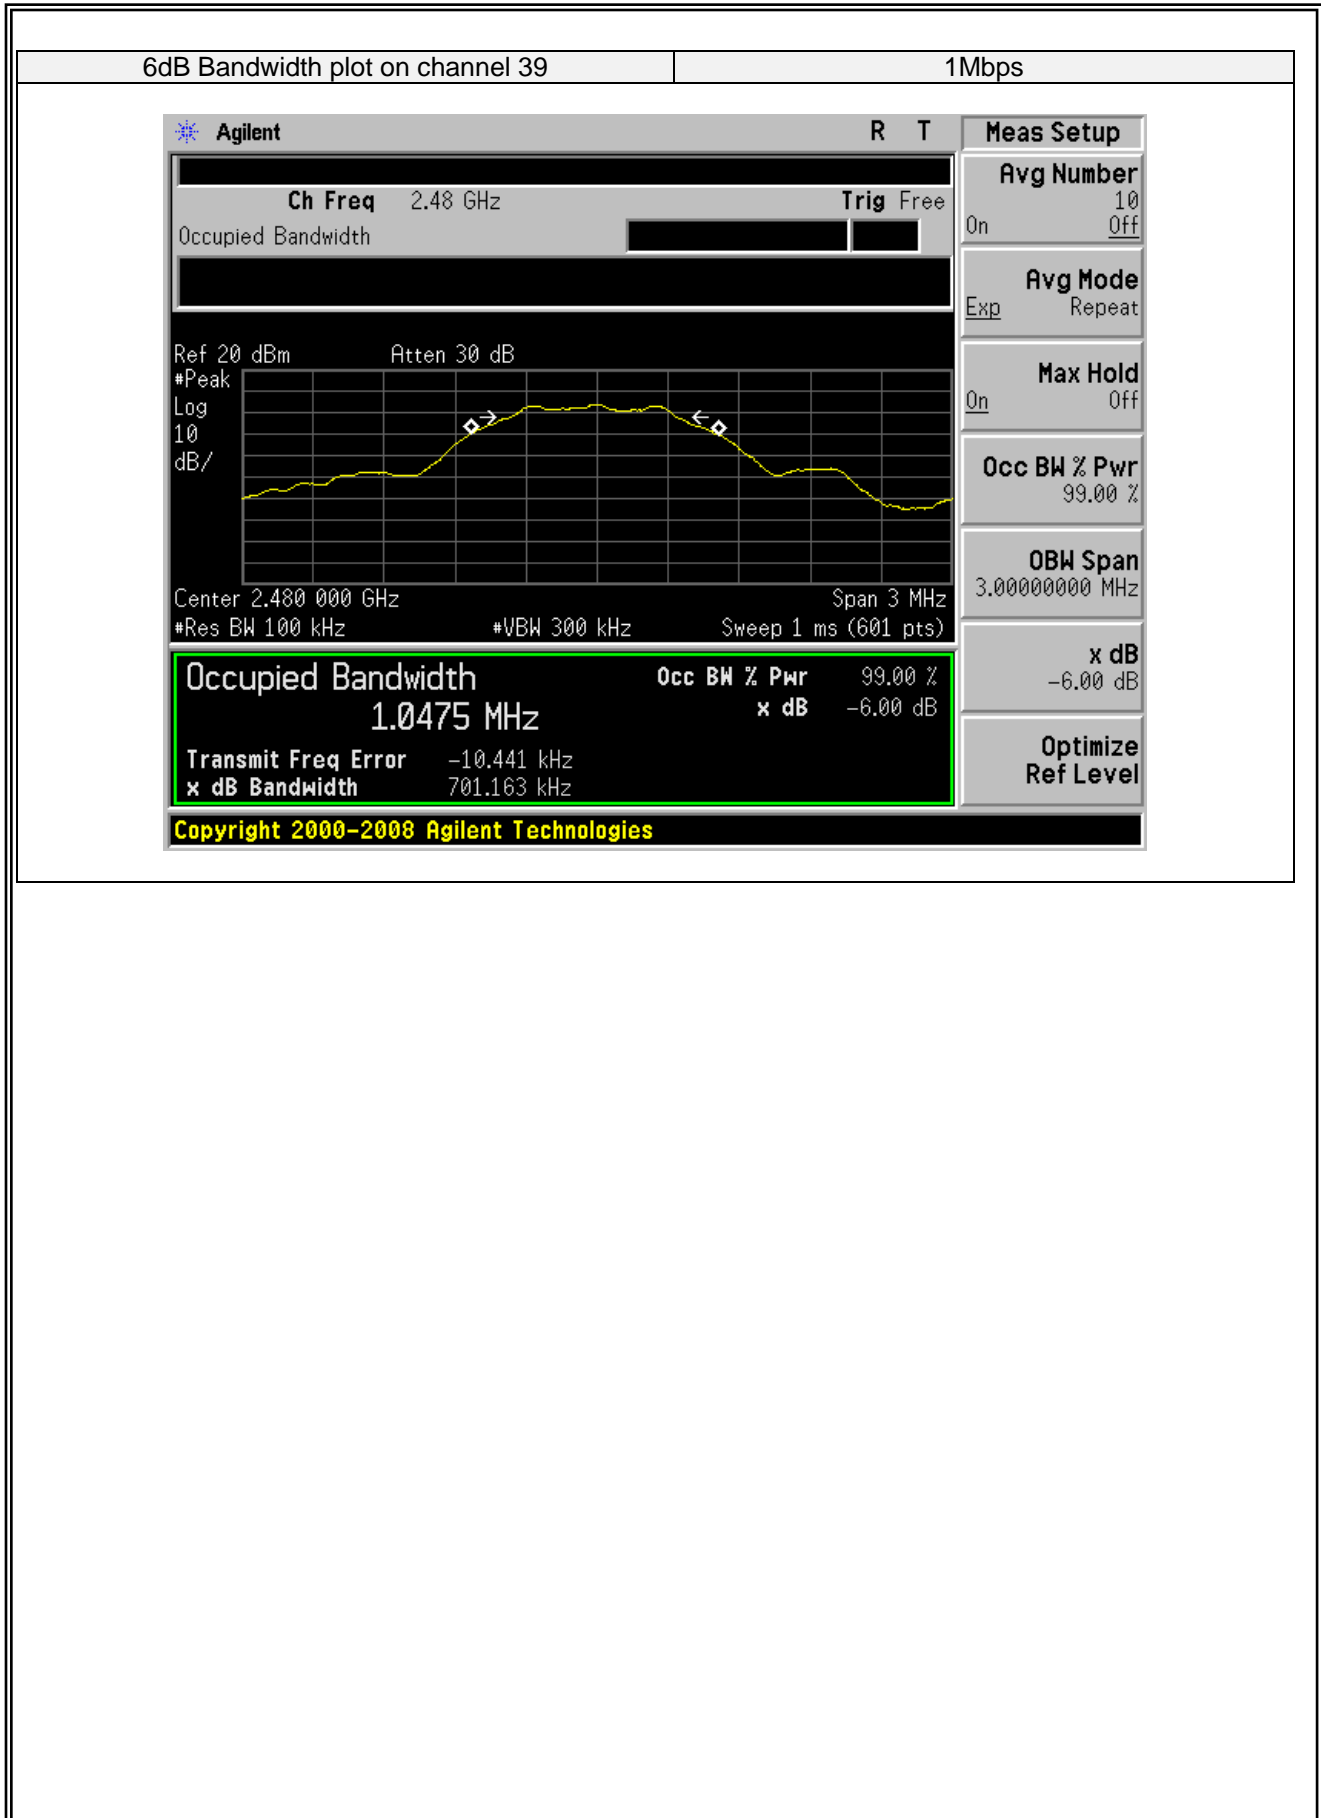 6dB Bandwidth plot on channel 39 1Mbps
Agilent R T
Ch Freq 2.48 GHz Trig Free
Occupied Bandwidth
Ref 20 dBm Atten 30 dB
#Peak
Log
10
dB/
Center 2.480 000 GHz Span 3 MHz
#Res BW 100 kHz #VBW 300 kHz Sweep 1 ms (601 pts)
Occupied Bandwidth Occ BW % Pwr 99.00 %
1.0475 MHz x dB -6.00 dB
Transmit Freq Error -10.441 kHz
x dB Bandwidth 701.163 kHz
Copyright 2000-2008 Agilent Technologies
Meas Setup
Avg Number
10
On Off
Avg Mode
Exp Repeat
Max Hold
On Off
Occ BW % Pwr
99.00 %
OBW Span
3.00000000 MHz
x dB
-6.00 dB
Optimize
Ref Level